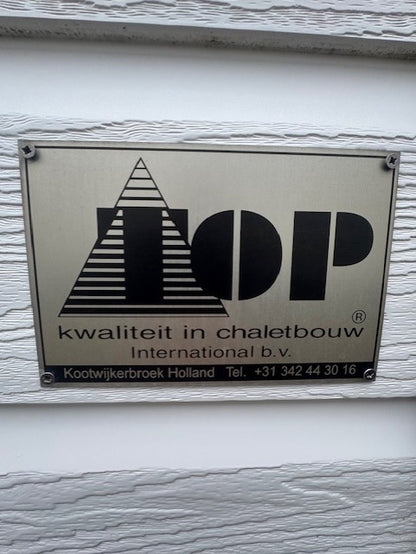 TOP
®
kwaliteit in chaletbouw
International b.v.
Kootwijkerbroek Holland Tel. +31 342 44 30 16